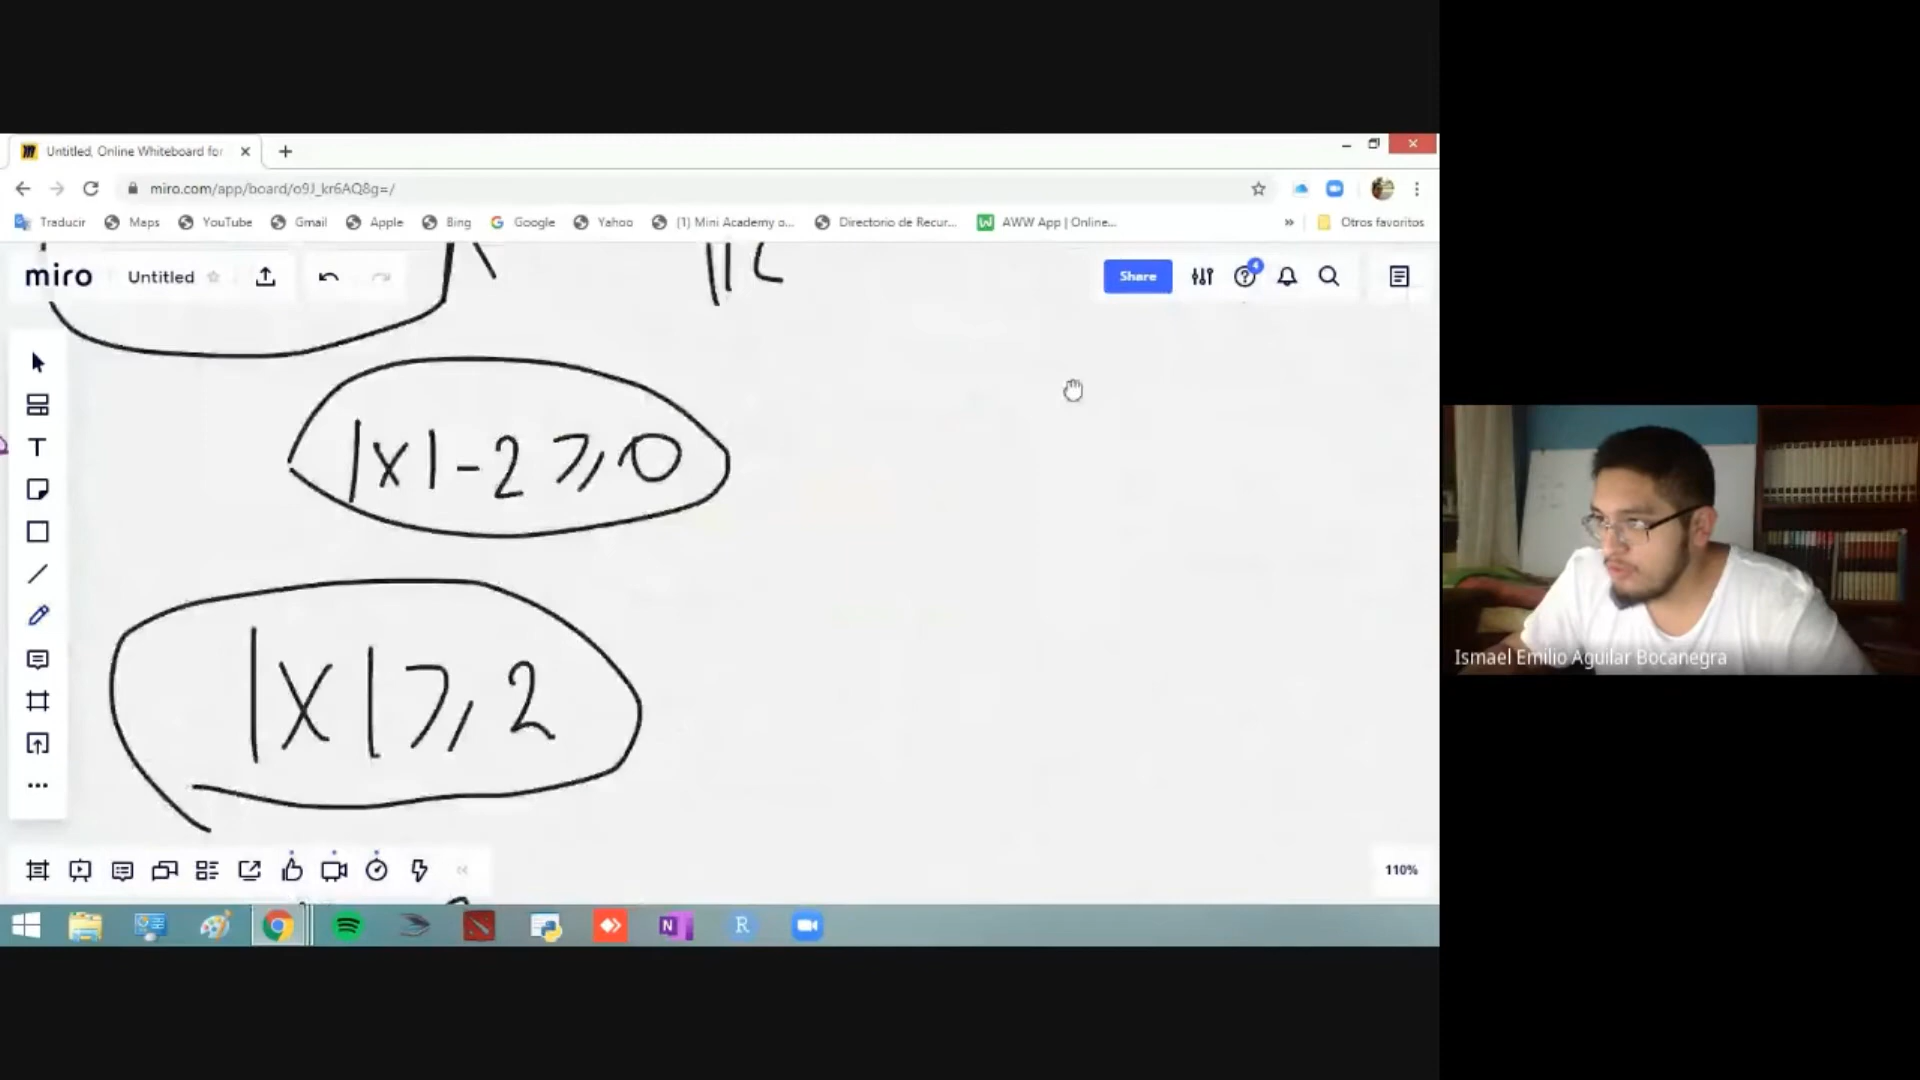 Untitled, Online Whiteboard for
miro.com/app/board/o9J_kr6AQ8g=/
Traducir Maps YouTube Gmail Apple Bing Google Yahoo (1) Mini Academy o... Directorio de Recur... AWW App | Online... » Otros favoritos
miro Untitled Share 4
|x|-2⩾0
|x|⩾2
110%
Ismael Emilio Aguilar Bocanegra